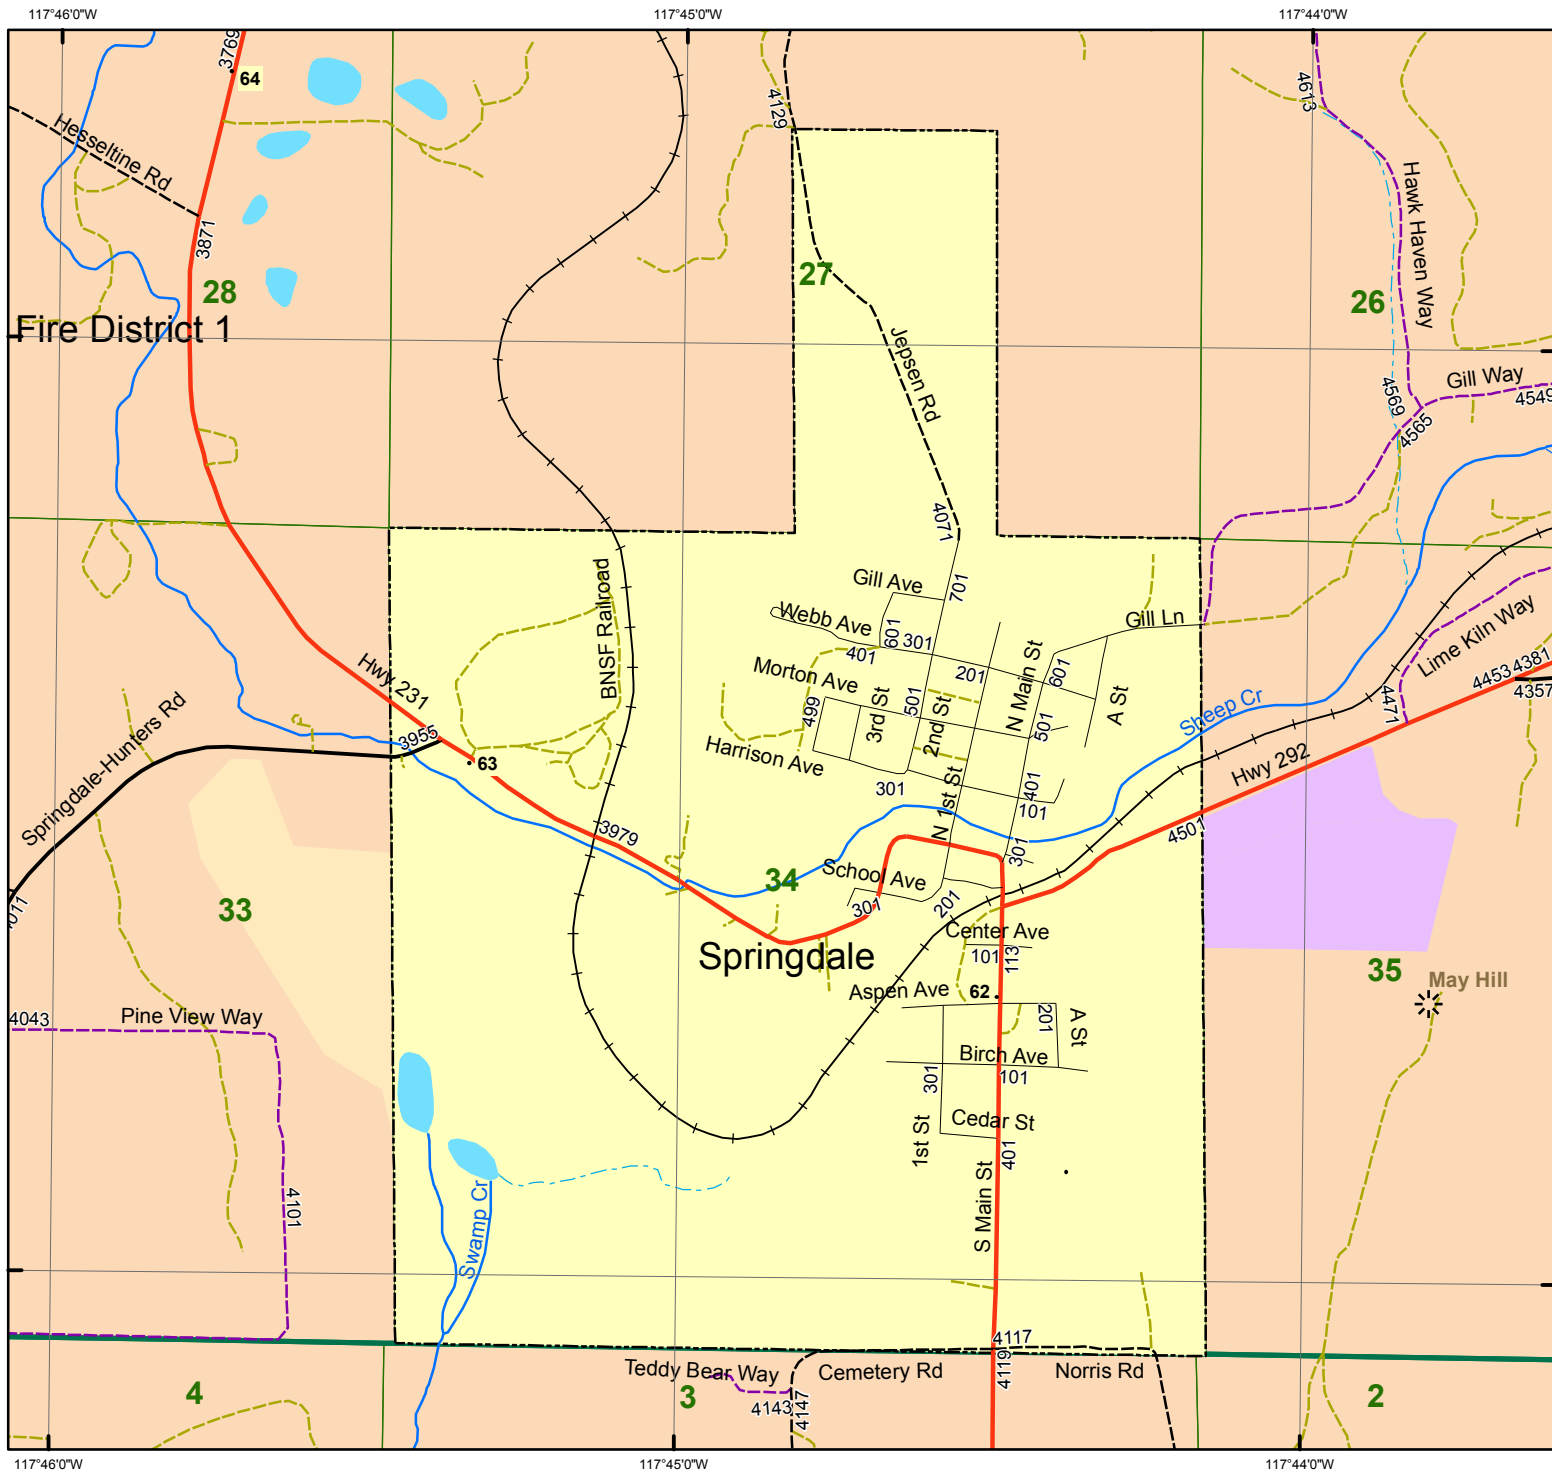 117°46'0"W
117°45'0"W
117°44'0"W
3769
64
4129
4613
Hesseltine Rd
3871
28
27
26
Hawk Haven Way
Fire District 1
Jepsen Rd
Gill Way
4549
4569
4565
4071
BNSF Railroad
Gill Ave
701
Webb Ave
601
301
401
Gill Ln
Lime Kiln Way
Hwy 231
Morton Ave
201
N Main St
601
A St
4453
4381
4357
4471
Springdale-Hunters Rd
3955
63
499
3rd St
501
2nd St
501
Sheep Cr
Harrison Ave
301
N 1st St
401
101
Hwy 292
3979
4501
301
34
School Ave
301
201
33
4011
Springdale
Center Ave
101
113
35
May Hill
Aspen Ave
62
201
A St
4043
Pine View Way
Birch Ave
101
301
Cedar St
1st St
401
4101
Swamp Cr
S Main St
4117
4119
Teddy Bear Way
Cemetery Rd
Norris Rd
4
3
4143
4147
2
117°46'0"W
117°45'0"W
117°44'0"W